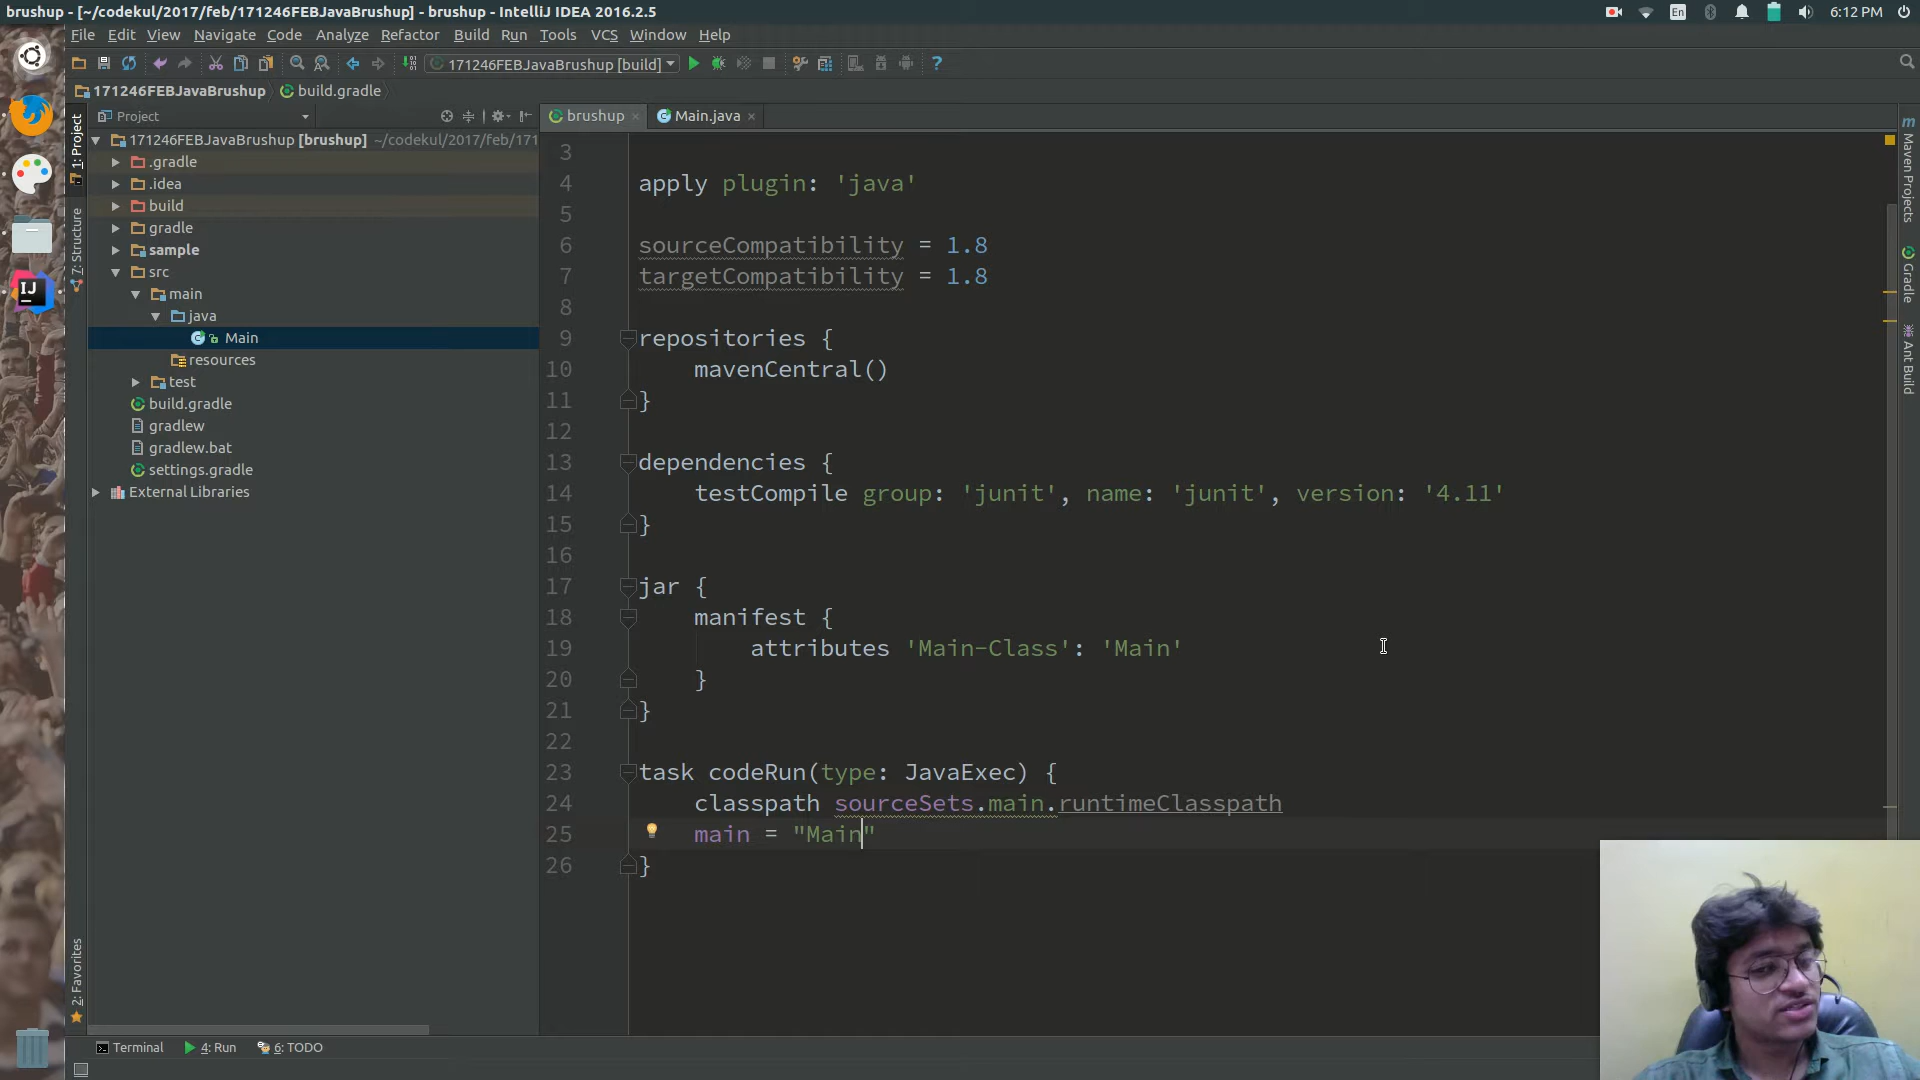 brushup - [~/codekul/2017/feb/171246FEBJavaBrushup] - brushup - IntelliJ IDEA 2016.2.5
En
6:12 PM
File Edit View Navigate Code Analyze Refactor Build Run Tools VCS Window Help
171246FEBJavaBrushup [build]
171246FEBJavaBrushup build.gradle
Project
brushup
Main.java
1: Project
7: Structure
2: Favorites
171246FEBJavaBrushup [brushup] ~/codekul/2017/feb/171
.gradle
.idea
build
gradle
sample
src
main
java
Main
resources
test
build.gradle
gradlew
gradlew.bat
settings.gradle
External Libraries
3
4 apply plugin: 'java'
5
6 sourceCompatibility = 1.8
7 targetCompatibility = 1.8
8
9 repositories {
10 mavenCentral()
11 }
12
13 dependencies {
14 testCompile group: 'junit', name: 'junit', version: '4.11'
15 }
16
17 jar {
18 manifest {
19 attributes 'Main-Class': 'Main'
20 }
21 }
22
23 task codeRun(type: JavaExec) {
24 classpath sourceSets.main.runtimeClasspath
25 main = "Main"
26 }
m Maven Projects
Gradle
Ant Build
IJ
Terminal
4: Run
6: TODO